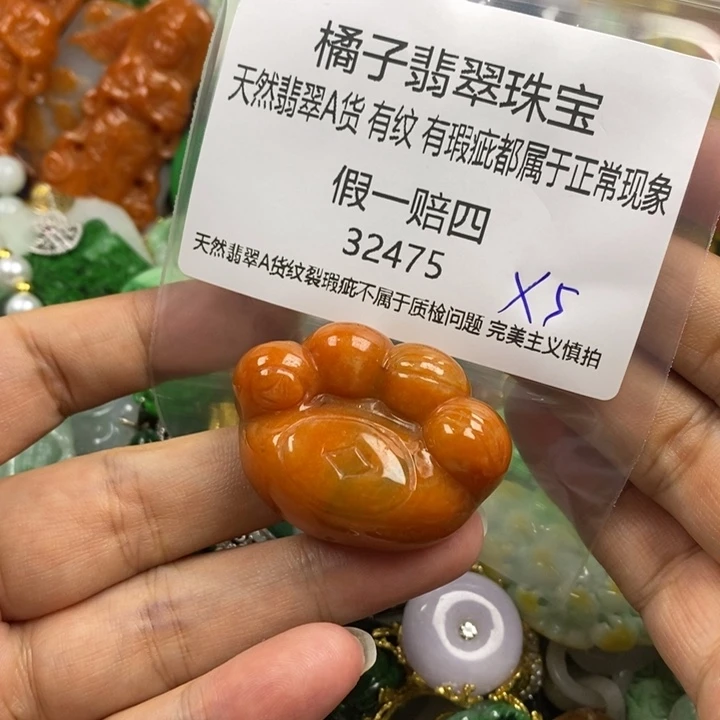 橘子翡翠珠宝
天然翡翠A货 有纹 有瑕疵都属于正常现象
假一赔四
32475
天然翡翠A货纹裂瑕疵不属于质检问题 完美主义慎拍
X5